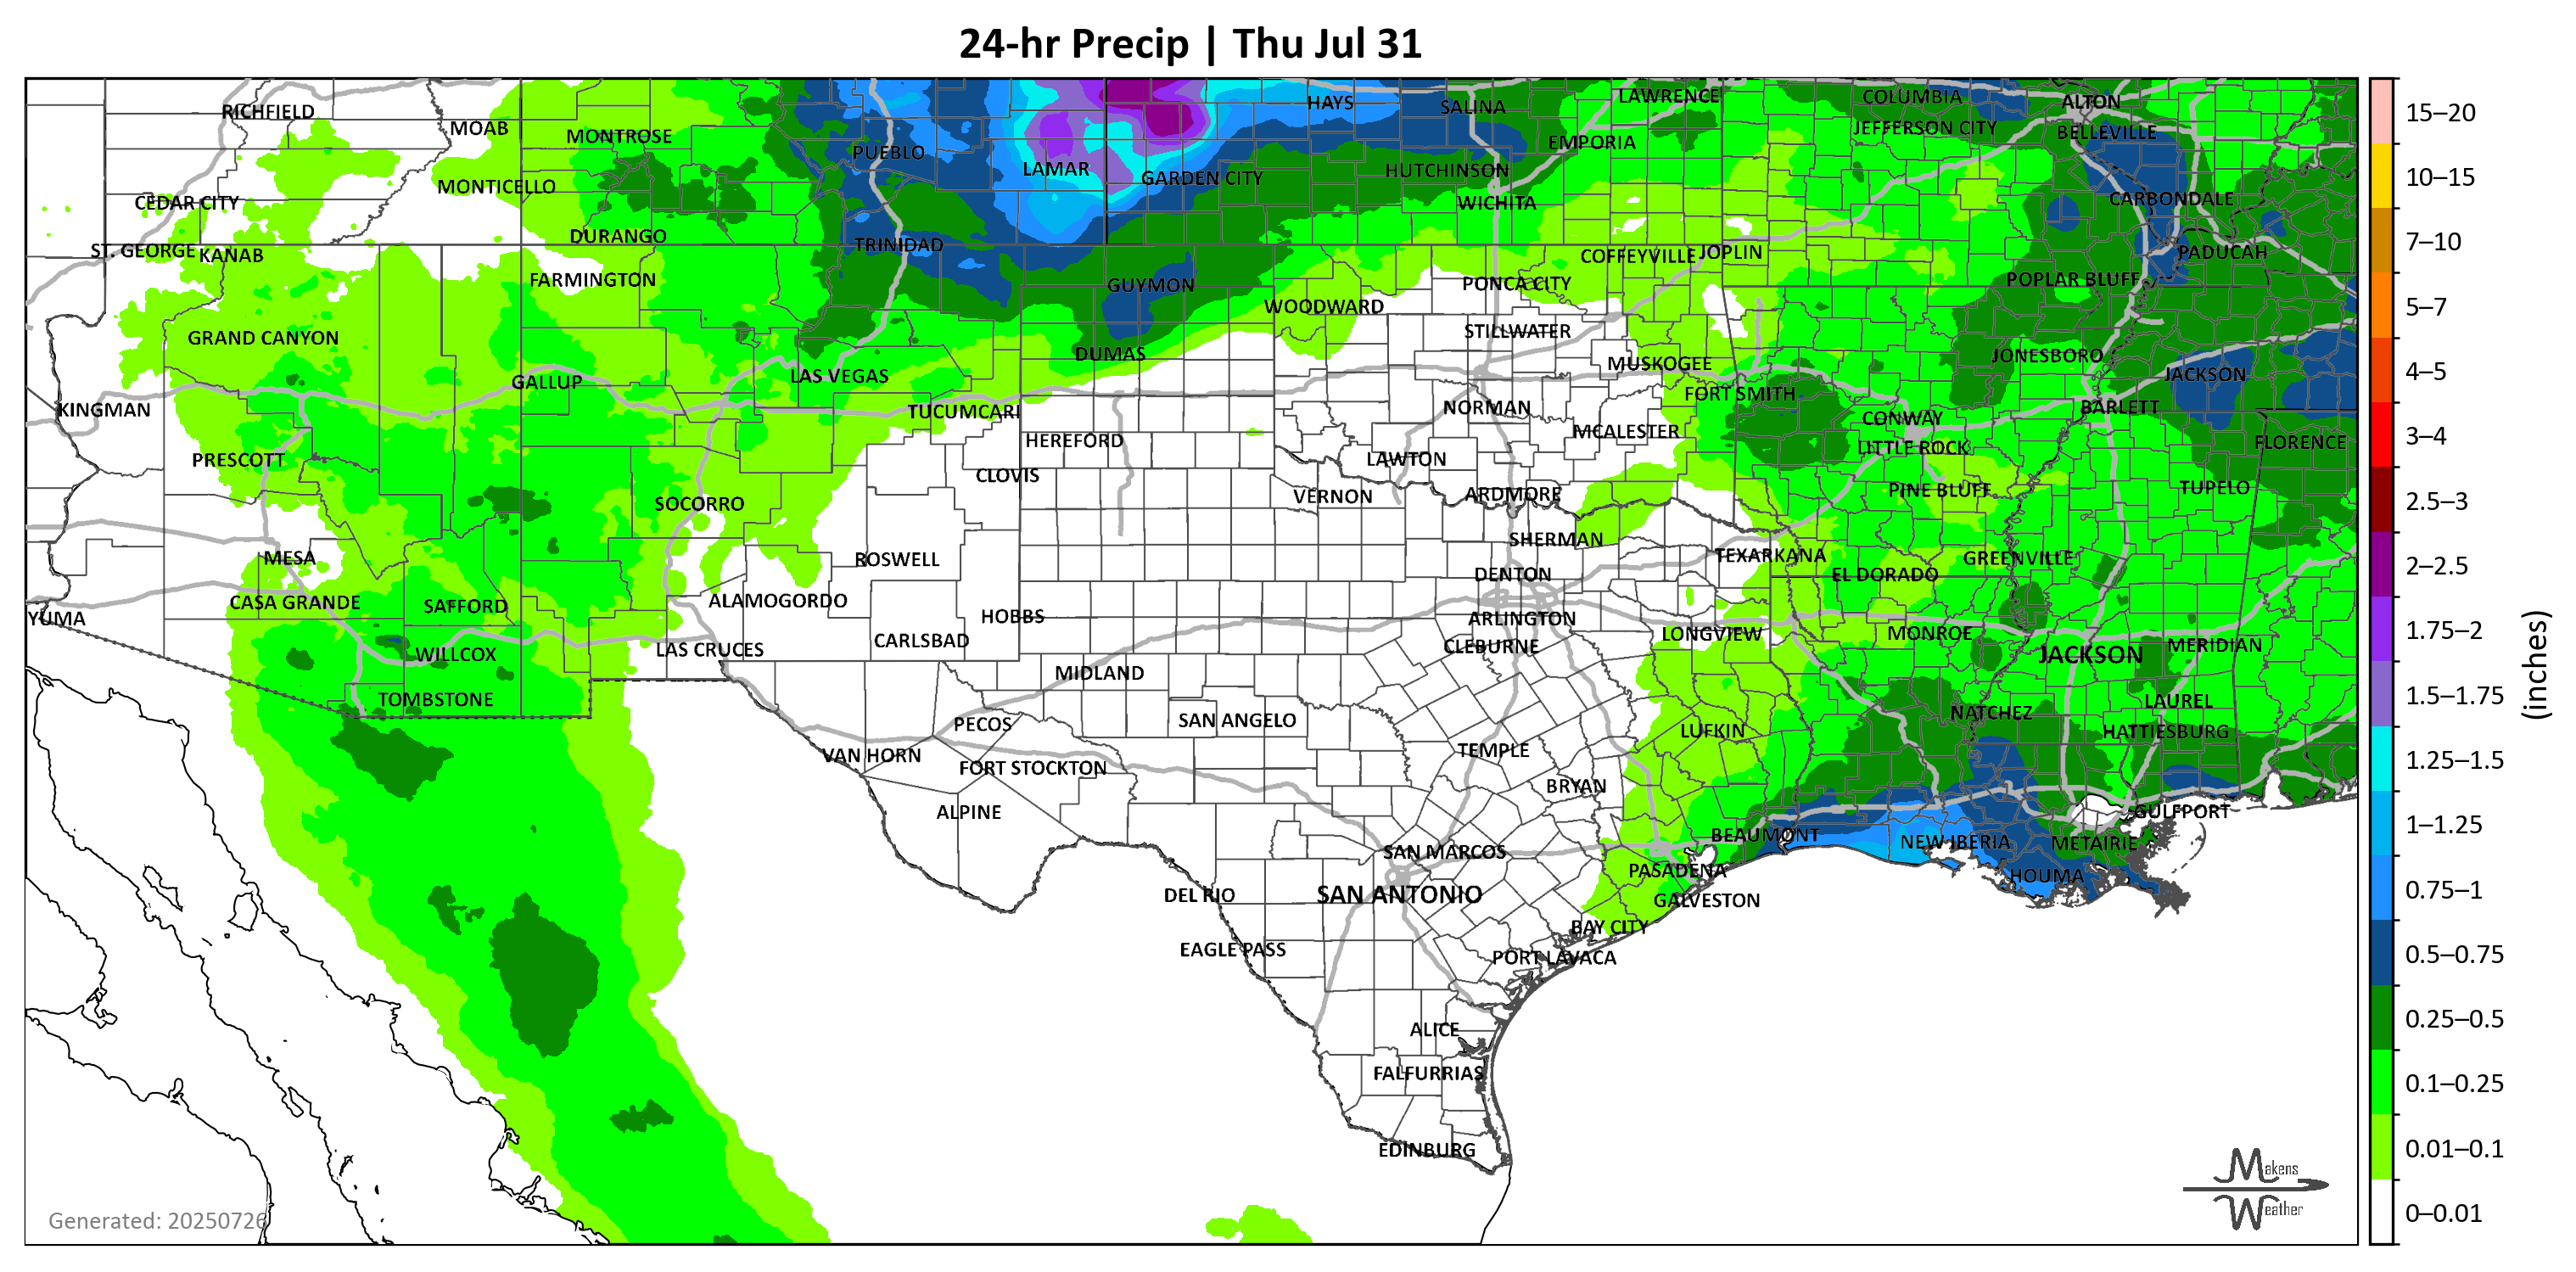 24-hr Precip | Thu Jul 31
RICHFIELD
MOAB
MONTROSE
PUEBLO
LAMAR
GARDEN CITY
HAYS
SALINA
LAWRENCE
EMPORIA
COLUMBIA
JEFFERSON CITY
ALTON
BELLEVILLE
HUTCHINSON
WICHITA
MONTICELLO
CEDAR CITY
CARBONDALE
ST. GEORGE
KANAB
DURANGO
TRINIDAD
COFFEYVILLE
JOPLIN
PADUCAH
FARMINGTON
GUYMON
PONCA CITY
POPLAR BLUFF
WOODWARD
GRAND CANYON
STILLWATER
DUMAS
MUSKOGEE
JONESBORO
GALLUP
LAS VEGAS
JACKSON
KINGMAN
TUCUMCARI
NORMAN
FORT SMITH
BARLETT
CONWAY
HEREFORD
MCALESTER
LITTLE ROCK
FLORENCE
PRESCOTT
CLOVIS
LAWTON
SOCORRO
VERNON
ARDMORE
PINE BLUFF
TUPELO
MESA
ROSWELL
SHERMAN
TEXARKANA
GREENVILLE
CASA GRANDE
SAFFORD
ALAMOGORDO
DENTON
EL DORADO
YUMA
HOBBS
ARLINGTON
WILLCOX
LAS CRUCES
CARLSBAD
CLEBURNE
LONGVIEW
MONROE
JACKSON
MERIDIAN
TOMBSTONE
MIDLAND
PECOS
SAN ANGELO
LAUREL
NATCHEZ
VAN HORN
FORT STOCKTON
TEMPLE
LUFKIN
HATTIESBURG
ALPINE
BRYAN
GULFPORT
BEAUMONT
NEW IBERIA
METAIRIE
SAN MARCOS
PASADENA
HOUMA
DEL RIO
SAN ANTONIO
GALVESTON
EAGLE PASS
BAY CITY
PORT LAVACA
ALICE
FALFURRIAS
EDINBURG
Generated: 20250726
Makens
Weather
15–20
10–15
7–10
5–7
4–5
3–4
2.5–3
2–2.5
1.75–2
1.5–1.75
1.25–1.5
1–1.25
0.75–1
0.5–0.75
0.25–0.5
0.1–0.25
0.01–0.1
0–0.01
(inches)